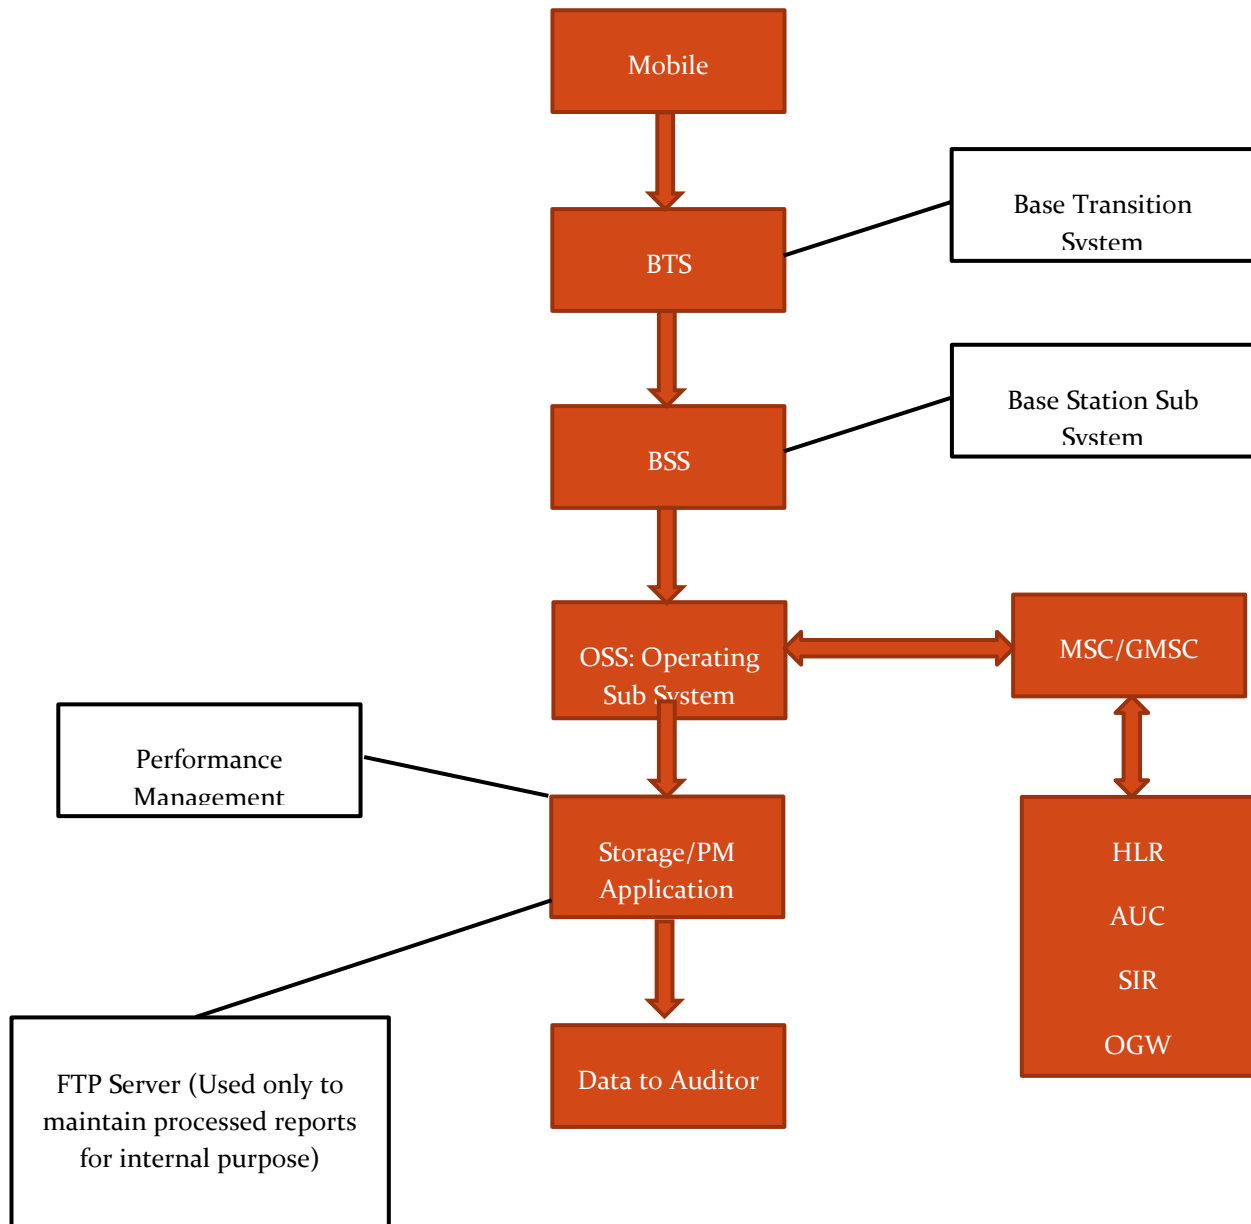 Mobile
Base Transition
System
BTS
Base Station Sub
System
BSS
OSS: Operating
Sub System
MSC/GMSC
Performance
Management
Storage/PM
Application
HLR
AUC
SIR
OGW
Data to Auditor
FTP Server (Used only to
maintain processed reports
for internal purpose)